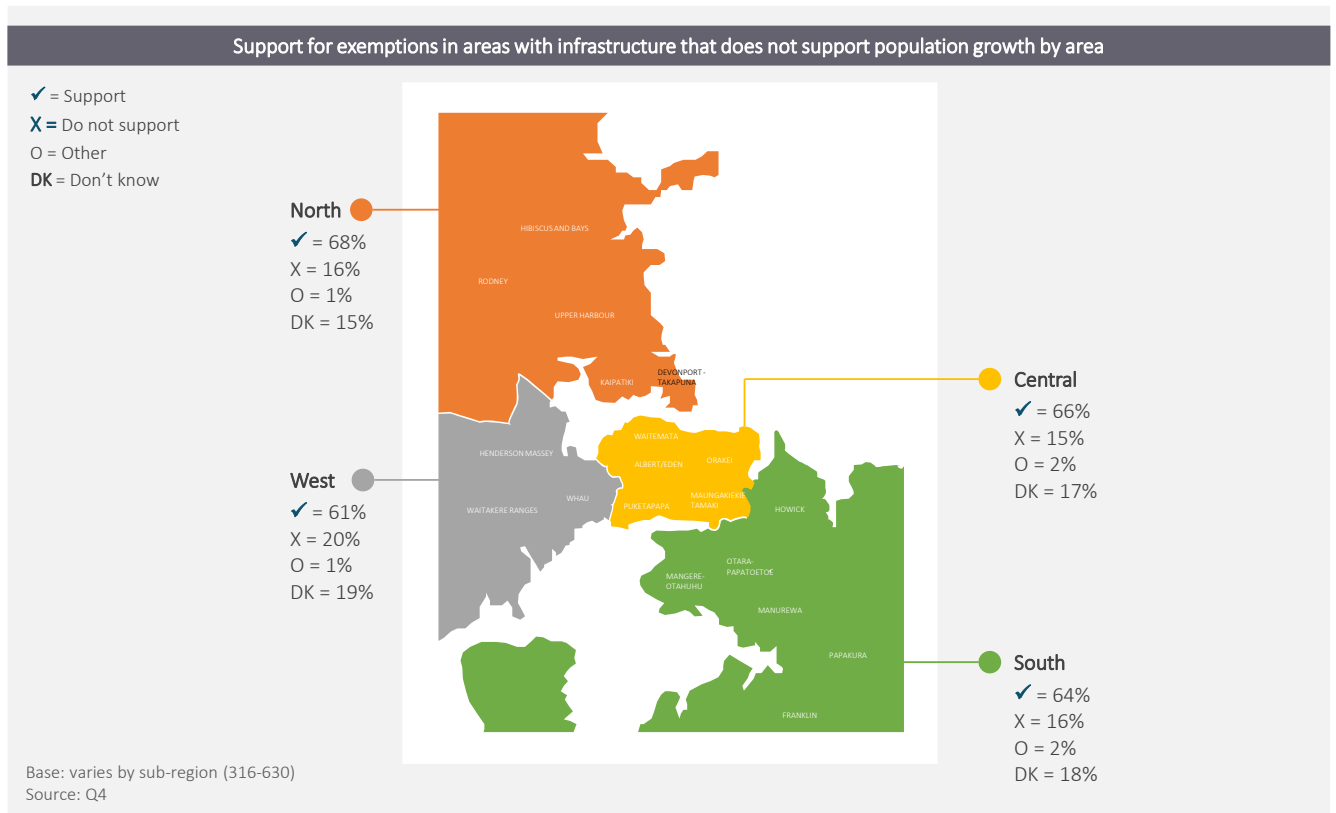 Support for exemptions in areas with infrastructure that does not support population growth by area
✓ = Support
X = Do not support
O = Other
DK = Don't know
North
✓ = 68%
X = 16%
O = 1%
DK = 15%
HIBISCUS AND BAYS
RODNEY
UPPER HARBOUR
KAIPATIKI
DEVONPORT -
TAKAPUNA
Central
✓ = 66%
X = 15%
O = 2%
DK = 17%
WAITEMATA
ALBERT/EDEN
ORAKEI
MAUNGAKIEKIE
TAMAKI
PUKETAPAPA
West
✓ = 61%
X = 20%
O = 1%
DK = 19%
HENDERSON MASSEY
WHAU
WAITAKERE RANGES
HOWICK
OTARA-
PAPATOETOE
MANGERE-
OTAHUHU
MANUREWA
PAPAKURA
FRANKLIN
South
✓ = 64%
X = 16%
O = 2%
DK = 18%
Base: varies by sub-region (316-630)
Source: Q4